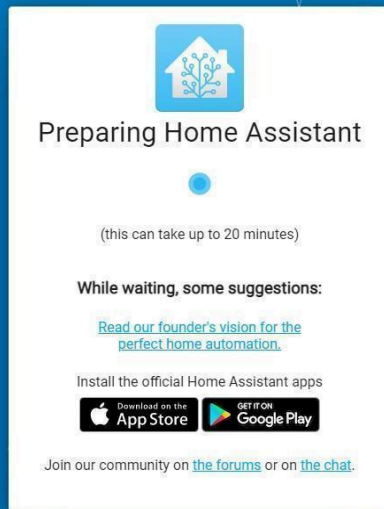 Preparing Home Assistant
(this can take up to 20 minutes)
While waiting, some suggestions:
Read our founder's vision for the
perfect home automation.
Install the official Home Assistant apps
Download on the
App Store
GET IT ON
Google Play
Join our community on the forums or on the chat.